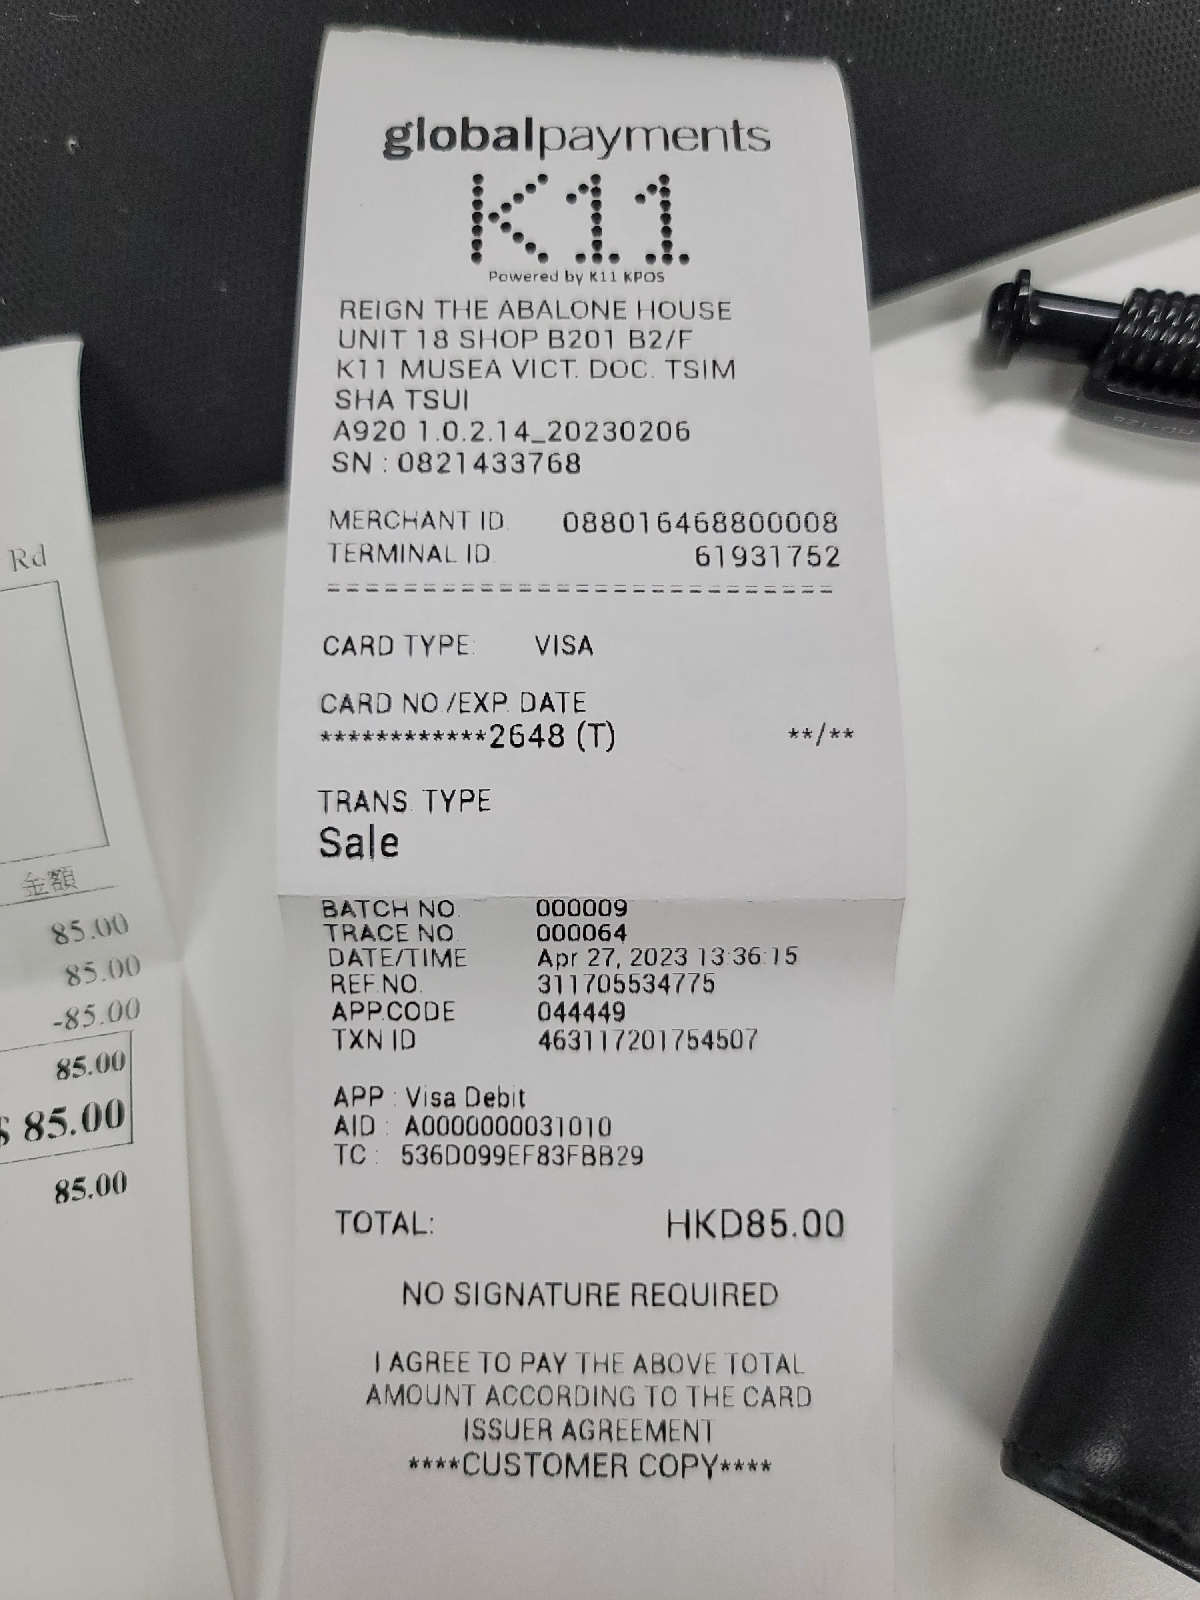 globalpayments
K11
Powered by K11 KPOS
REIGN THE ABALONE HOUSE
UNIT 18 SHOP B201 B2/F
K11 MUSEA VICT. DOC. TSIM
SHA TSUI
A920 1.0.2.14_20230206
SN : 0821433768
MERCHANT ID. 088016468800008
TERMINAL ID. 61931752
CARD TYPE: VISA
CARD NO./EXP. DATE
************2648 (T) **/**
TRANS. TYPE
Sale
BATCH NO. 000009
TRACE NO. 000064
DATE/TIME Apr 27, 2023 13:36:15
REF.NO. 311705534775
APP.CODE 044449
TXN ID 463117201754507
APP : Visa Debit
AID : A0000000031010
TC : 536D099EF83FBB29
TOTAL: HKD85.00
NO SIGNATURE REQUIRED
I AGREE TO PAY THE ABOVE TOTAL
AMOUNT ACCORDING TO THE CARD
ISSUER AGREEMENT
****CUSTOMER COPY****
Rd
金額
85.00
85.00
-85.00
85.00
$ 85.00
85.00